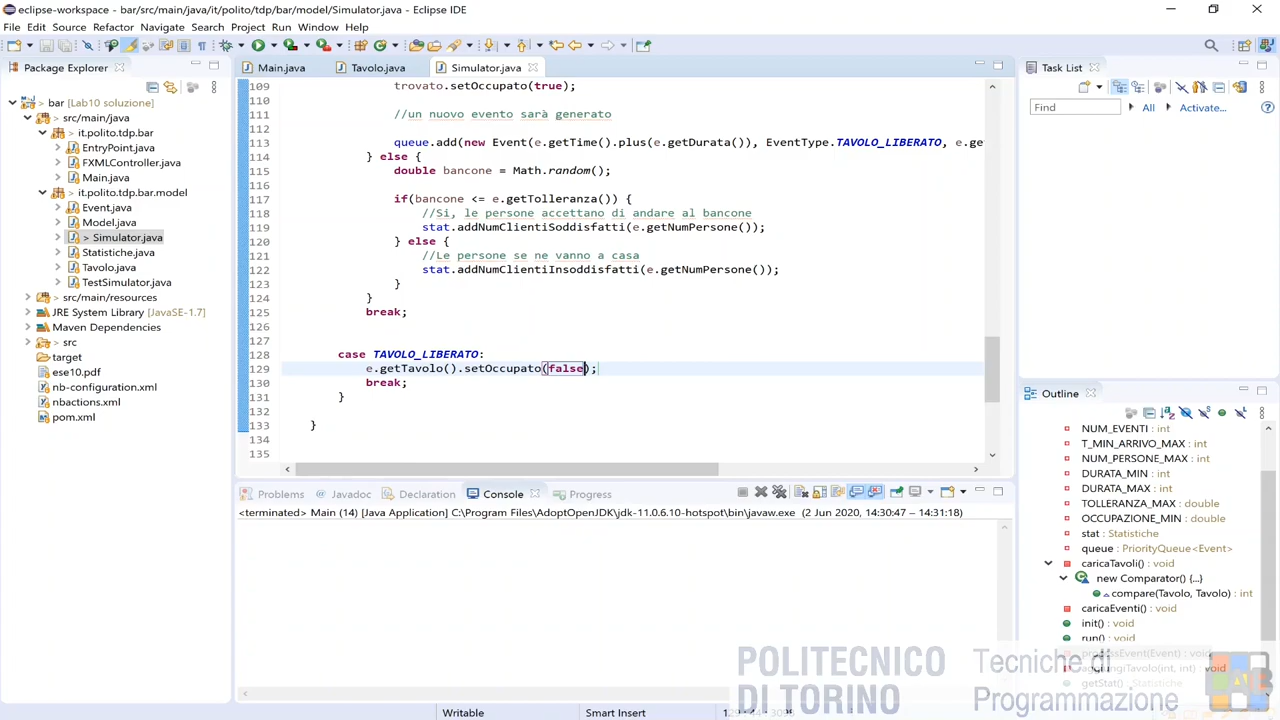 eclipse-workspace - bar/src/main/java/it/polito/tdp/bar/model/Simulator.java - Eclipse IDE
File Edit Source Refactor Navigate Search Project Run Window Help
Package Explorer
bar [Lab10 soluzione]
src/main/java
it.polito.tdp.bar
EntryPoint.java
FXMLController.java
Main.java
it.polito.tdp.bar.model
Event.java
Model.java
> Simulator.java
Statistiche.java
Tavolo.java
TestSimulator.java
src/main/resources
JRE System Library [JavaSE-1.7]
Maven Dependencies
> src
target
ese10.pdf
nb-configuration.xml
nbactions.xml
pom.xml
Main.java Tavolo.java Simulator.java
109 trovato.setOccupato(true);
110
111 //un nuovo evento sarà generato
112
113 queue.add(new Event(e.getTime().plus(e.getDurata()), EventType.TAVOLO_LIBERATO, e.ge
114 } else {
115 double bancone = Math.random();
116
117 if(bancone <= e.getTolleranza()) {
118 //Si, le persone accettano di andare al bancone
119 stat.addNumClientiSoddisfatti(e.getNumPersone());
120 } else {
121 //Le persone se ne vanno a casa
122 stat.addNumClientiInsoddisfatti(e.getNumPersone());
123 }
124 }
125 break;
126
127
128 case TAVOLO_LIBERATO:
129 e.getTavolo().setOccupato(false);
130 break;
131 }
132
133 }
134
135
Problems Javadoc Declaration Console Progress
<terminated> Main (14) [Java Application] C:\Program Files\AdoptOpenJDK\jdk-11.0.6.10-hotspot\bin\javaw.exe (2 Jun 2020, 14:30:47 – 14:31:18)
Task List
Find All Activate...
Outline
NUM_EVENTI : int
T_MIN_ARRIVO_MAX : int
NUM_PERSONE_MAX : int
DURATA_MIN : int
DURATA_MAX : int
TOLLERANZA_MAX : double
OCCUPAZIONE_MIN : double
stat : Statistiche
queue : PriorityQueue<Event>
caricaTavoli() : void
new Comparator() {...}
compare(Tavolo, Tavolo) : int
caricaEventi() : void
init() : void
run() : void
processEvent(Event) : void
aggiungiTavolo(int, int) : void
getStat() : Statistiche
POLITECNICO
DI TORINO
Tecniche di
Programmazione
Writable Smart Insert